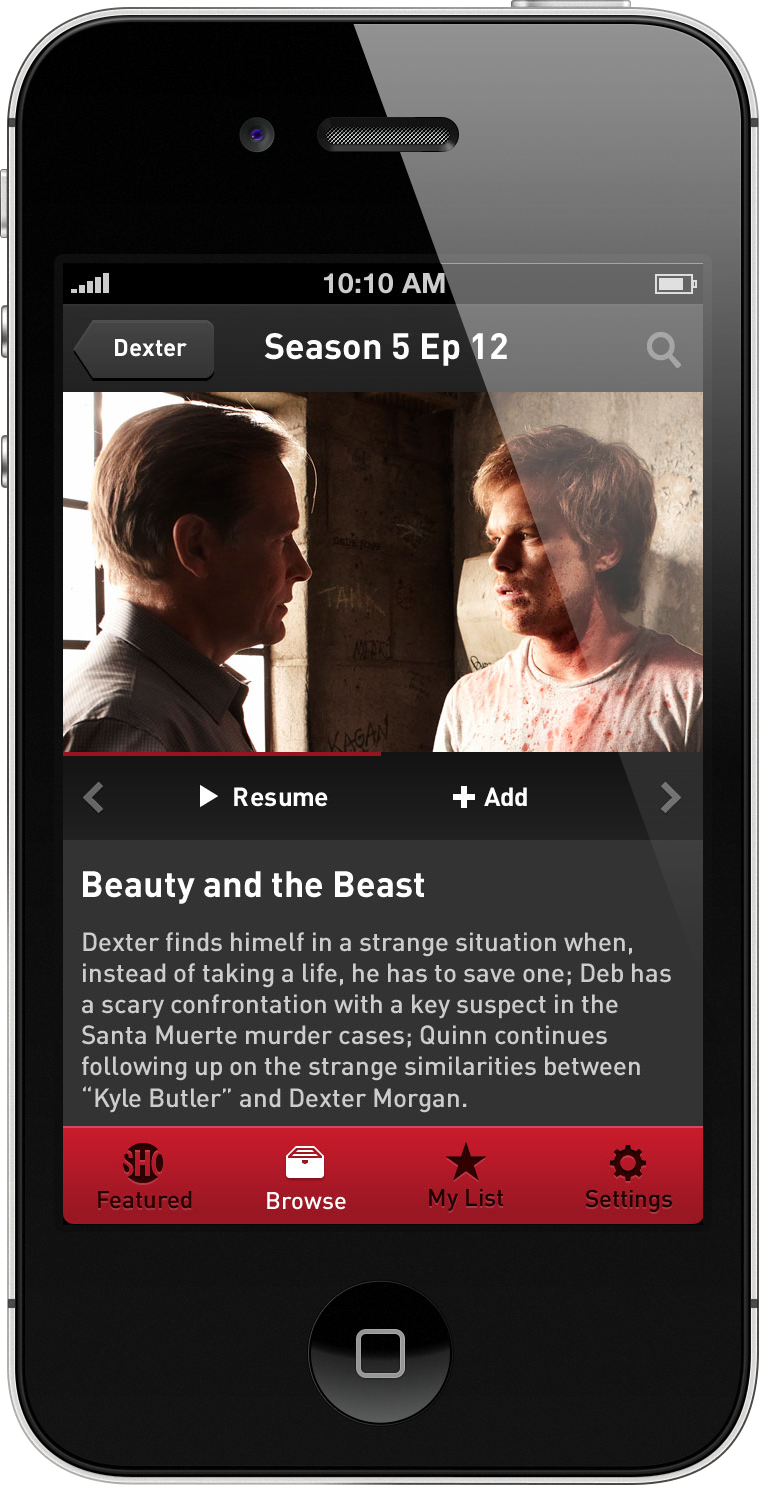 10:10 AM
Dexter
Season 5 Ep 12
TANK
KAGAN
Resume
Add
Beauty and the Beast
Dexter finds himelf in a strange situation when,
instead of taking a life, he has to save one; Deb has
a scary confrontation with a key suspect in the
Santa Muerte murder cases; Quinn continues
following up on the strange similarities between
“Kyle Butler” and Dexter Morgan.
SHO
Featured
Browse
My List
Settings